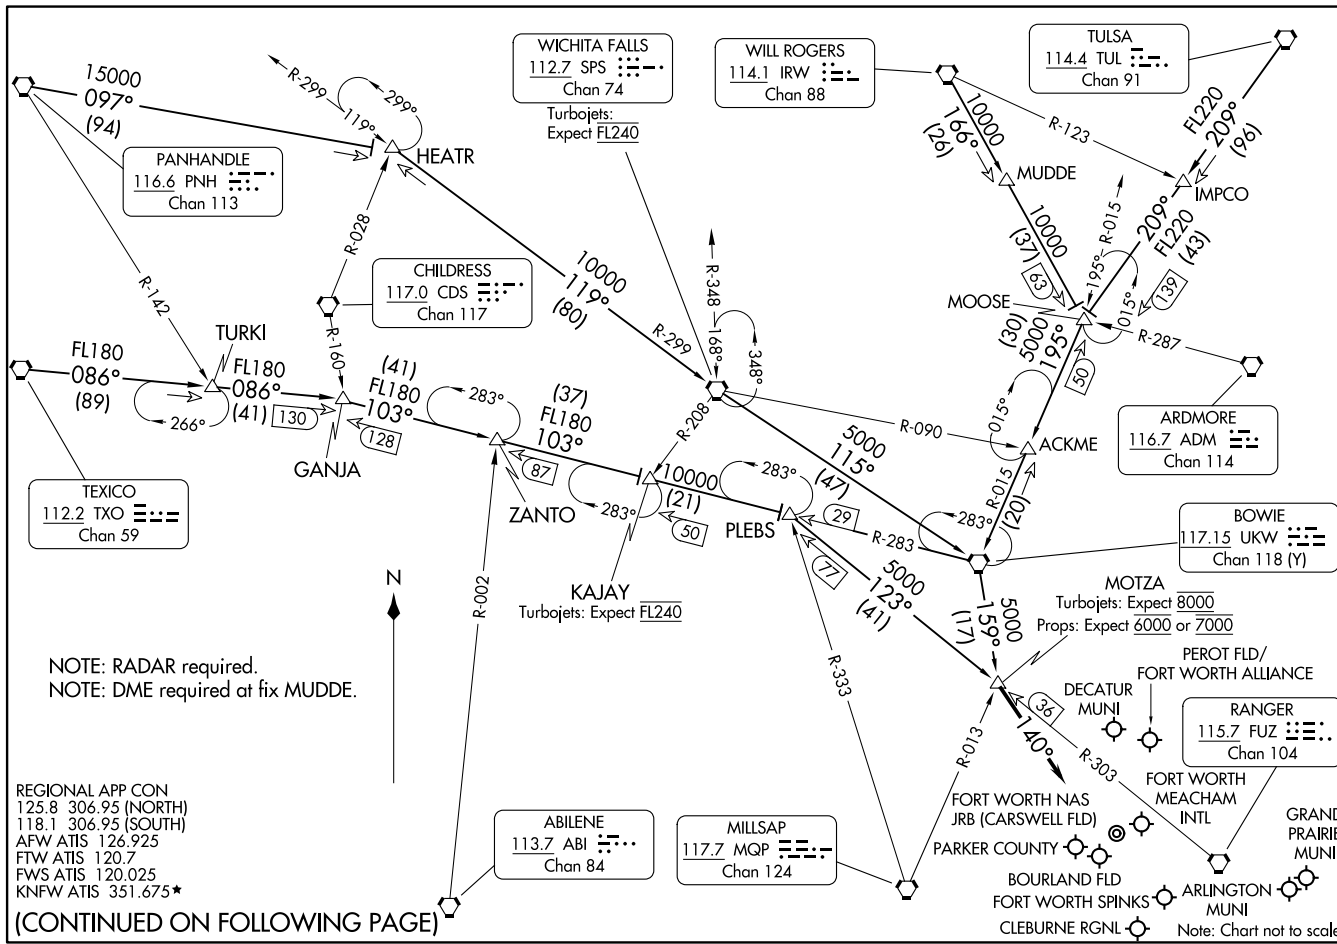 15000
097°
(94)
R-299
119°
299°
HEATR
PANHANDLE
116.6 PNH
Chan 113
R-028
R-142
CHILDRESS
117.0 CDS
Chan 117
R-160
WICHITA FALLS
112.7 SPS
Chan 74
Turbojets:
Expect FL240
10000
119°
(80)
R-299
R-348
168°
348°
WILL ROGERS
114.1 IRW
Chan 88
10000
166°
(26)
R-123
MUDDE
10000
(37)
63
TULSA
114.4 TUL
Chan 91
FL220
209°
(96)
IMPCO
209°
FL220
(43)
139
R-015
195°
015°
MOOSE
(30)
5000
195°
50
R-287
ARDMORE
116.7 ADM
Chan 114
015°
ACKME
R-090
R-015
(20)
TURKI
FL180
086°
(89)
266°
FL180
086°
(41)
130
GANJA
(41)
FL180
103°
128
283°
(37)
FL180
103°
87
ZANTO
R-208
283°
10000
(21)
50
KAJAY
Turbojets: Expect FL240
283°
PLEBS
29
R-283
77
5000
115°
(47)
283°
BOWIE
117.15 UKW
Chan 118 (Y)
5000
123°
(41)
5000
159°
(17)
MOTZA
Turbojets: Expect 8000
Props: Expect 6000 or 7000
TEXICO
112.2 TXO
Chan 59
R-002
N
R-333
R-013
36
140°
R-303
DECATUR
MUNI
PEROT FLD/
FORT WORTH ALLIANCE
RANGER
115.7 FUZ
Chan 104
NOTE: RADAR required.
NOTE: DME required at fix MUDDE.
REGIONAL APP CON
125.8 306.95 (NORTH)
118.1 306.95 (SOUTH)
AFW ATIS 126.925
FTW ATIS 120.7
FWS ATIS 120.025
KNFW ATIS 351.675★
(CONTINUED ON FOLLOWING PAGE)
ABILENE
113.7 ABI
Chan 84
MILLSAP
117.7 MQP
Chan 124
FORT WORTH NAS
JRB (CARSWELL FLD)
FORT WORTH
MEACHAM
INTL
PARKER COUNTY
BOURLAND FLD
FORT WORTH SPINKS
CLEBURNE RGNL
ARLINGTON
MUNI
GRAND
PRAIRIE
MUNI
Note: Chart not to scale